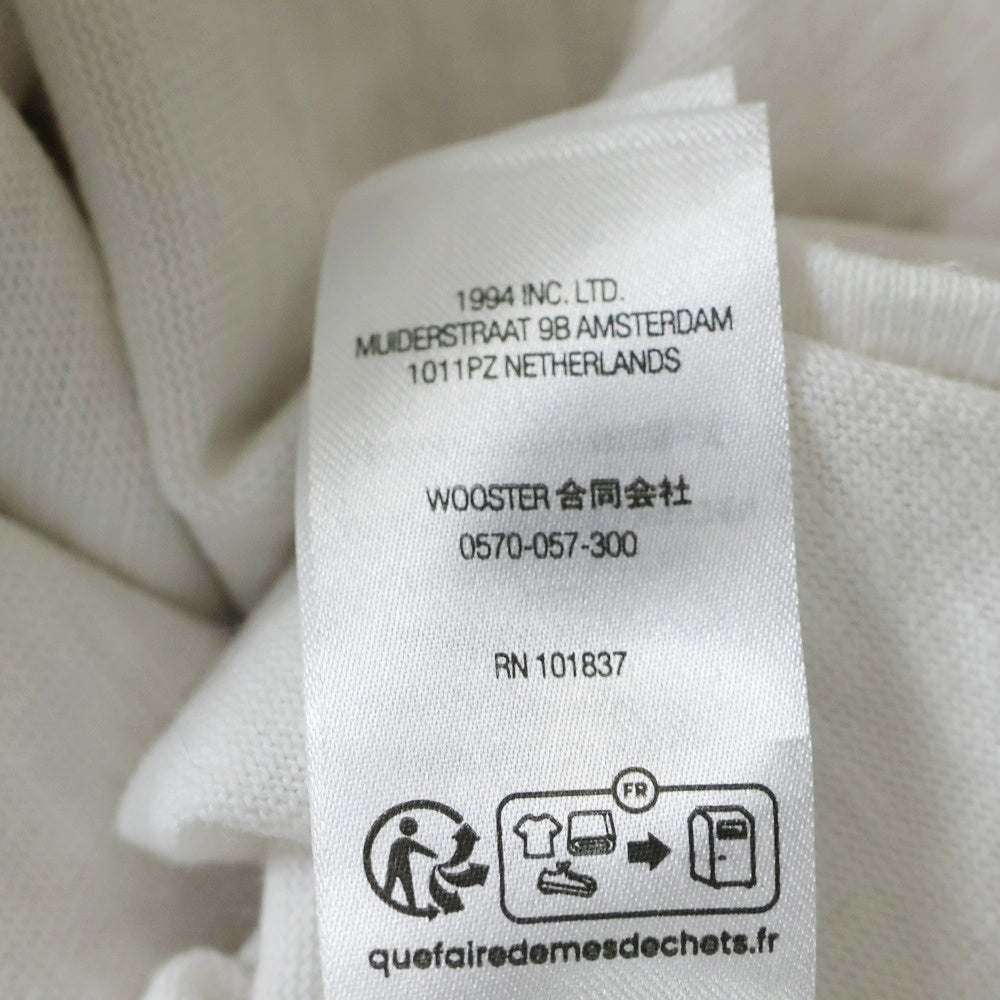 1994 INC. LTD.
MUIDERSTRAAT 9B AMSTERDAM
1011PZ NETHERLANDS
WOOSTER 合同会社
0570-057-300
RN 101837
FR
quefairedemesdechets.fr